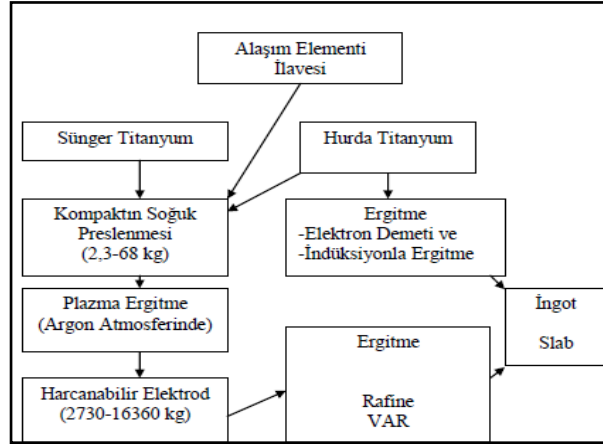 Alaşım Elementi
İlavesi
Sünger Titanyum
Hurda Titanyum
Kompaktın Soğuk
Preslenmesi
(2,3-68 kg)
Ergitme
-Elektron Demeti ve
-İndüksiyonla Ergitme
Plazma Ergitme
(Argon Atmosferinde)
İngot
Slab
Harcanabilir Elektrod
(2730-16360 kg)
Ergitme
Rafine
VAR